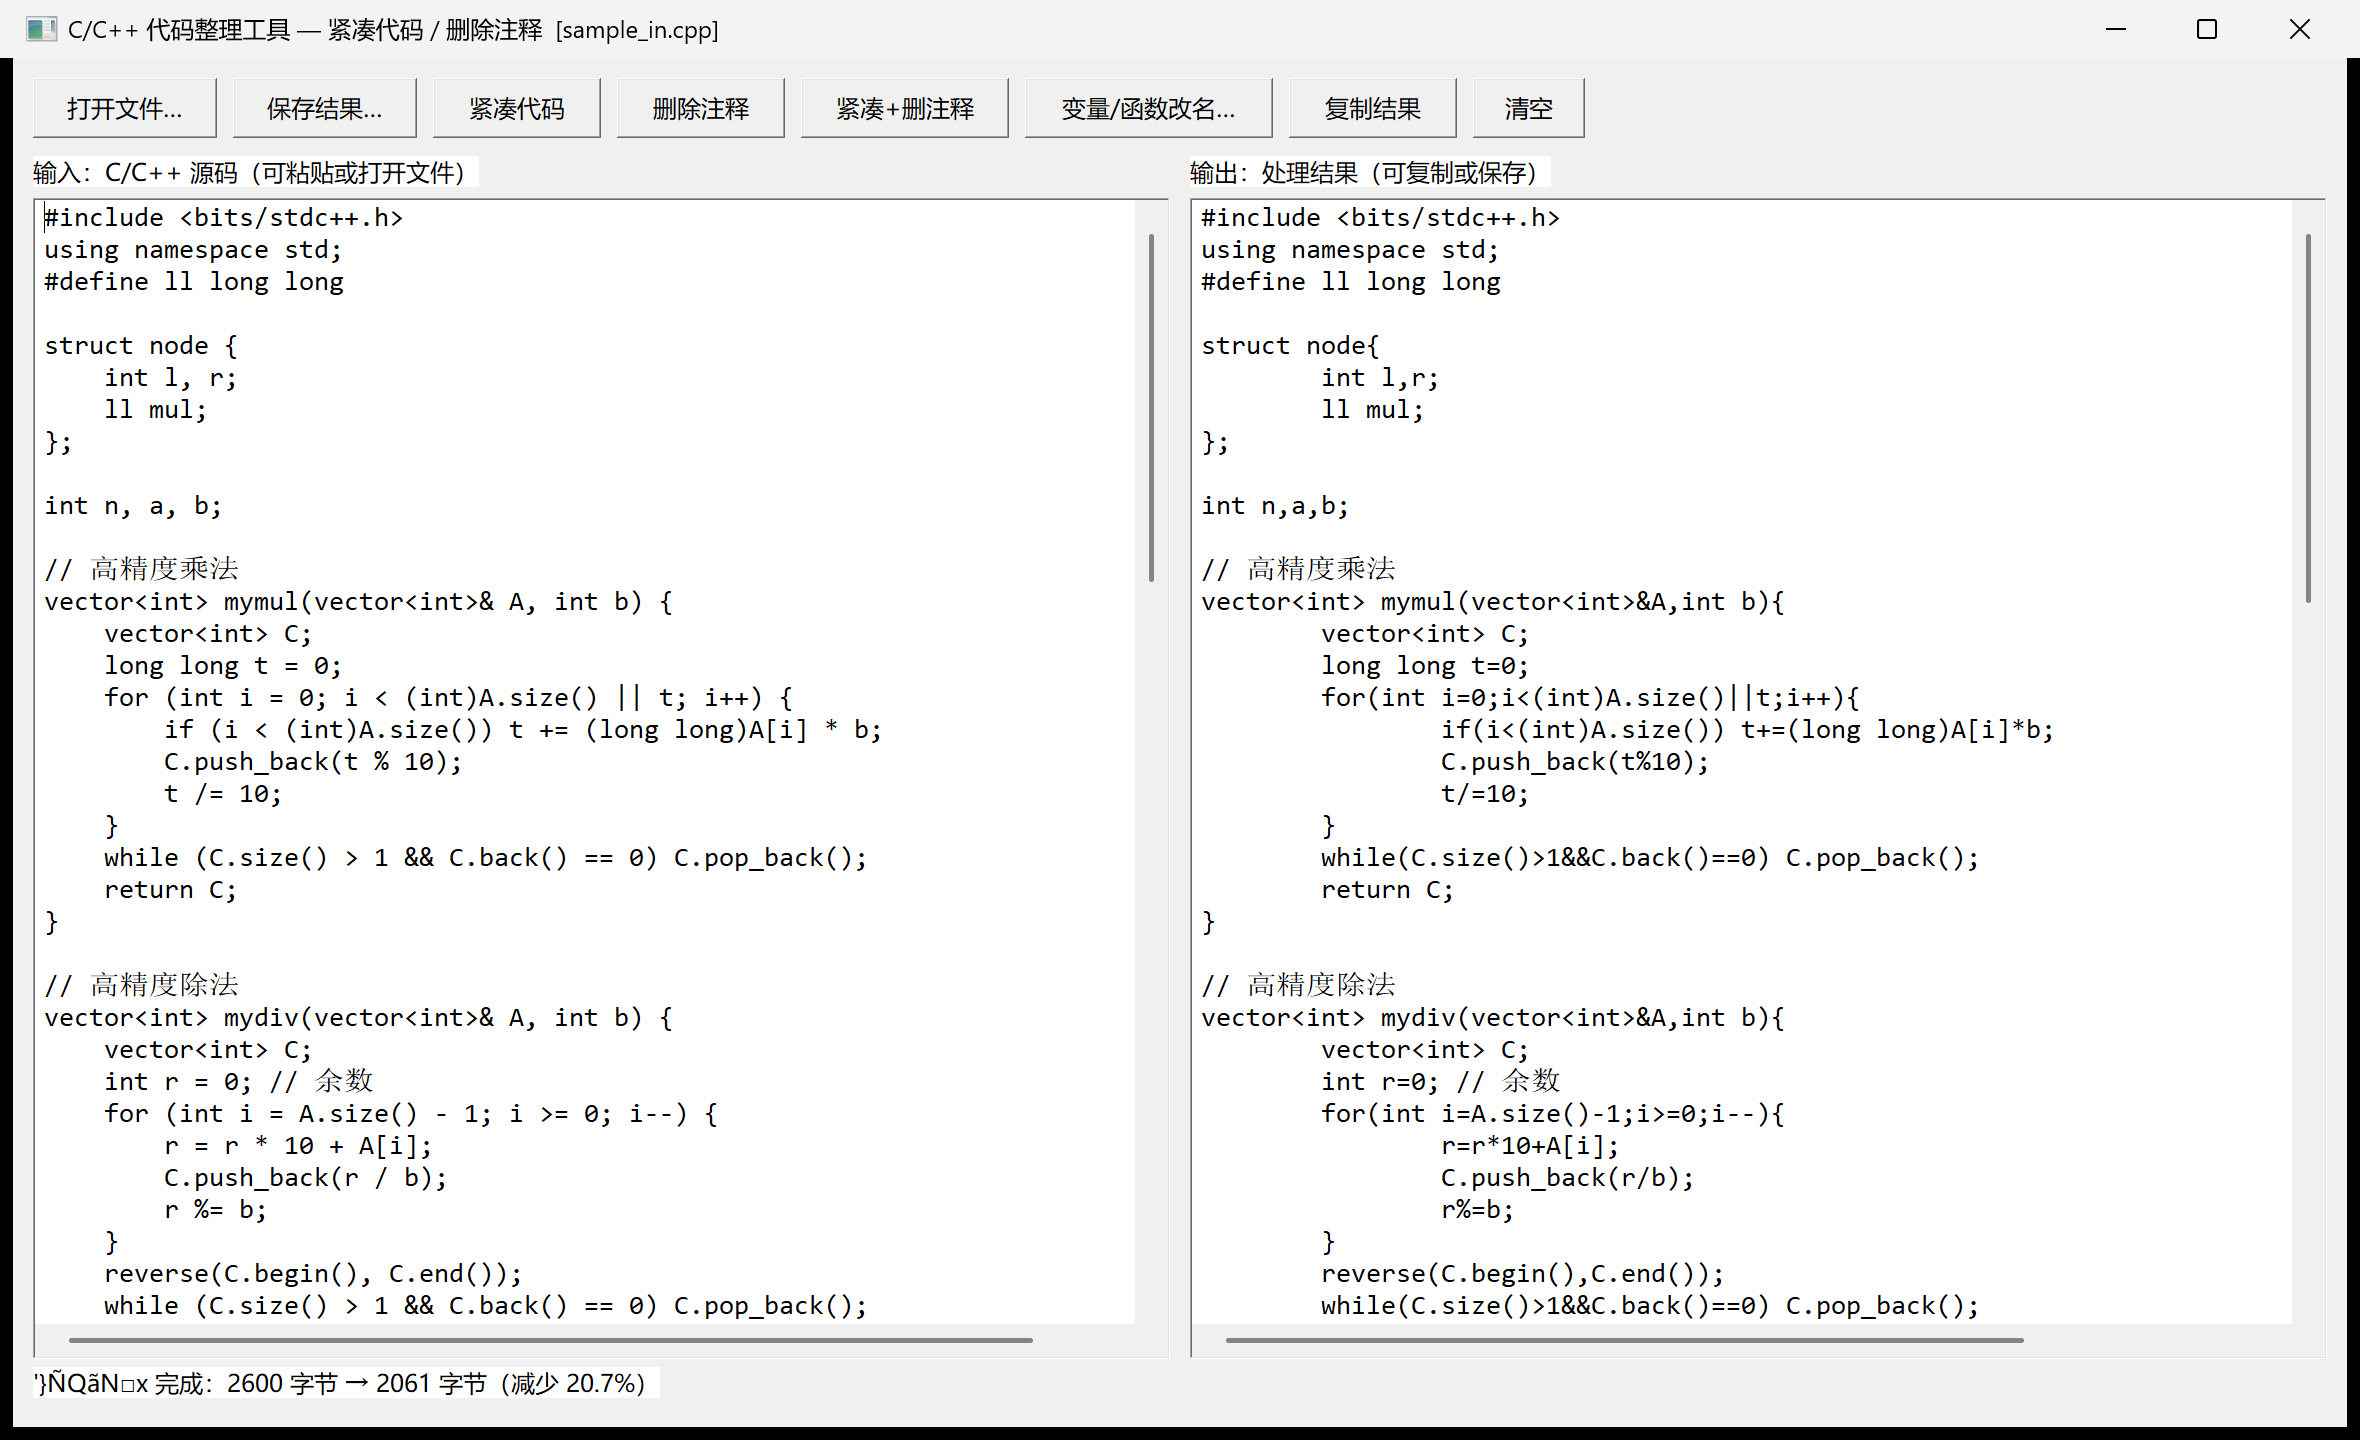 C/C++ 代码整理工具 — 紧凑代码 / 删除注释  [sample_in.cpp]
打开文件... 保存结果... 紧凑代码 删除注释 紧凑+删注释 变量/函数改名... 复制结果 清空
输入：C/C++ 源码（可粘贴或打开文件）
#include <bits/stdc++.h>
using namespace std;
#define ll long long

struct node {
    int l, r;
    ll mul;
};

int n, a, b;

// 高精度乘法
vector<int> mymul(vector<int>& A, int b) {
    vector<int> C;
    long long t = 0;
    for (int i = 0; i < (int)A.size() || t; i++) {
        if (i < (int)A.size()) t += (long long)A[i] * b;
        C.push_back(t % 10);
        t /= 10;
    }
    while (C.size() > 1 && C.back() == 0) C.pop_back();
    return C;
}

// 高精度除法
vector<int> mydiv(vector<int>& A, int b) {
    vector<int> C;
    int r = 0; // 余数
    for (int i = A.size() - 1; i >= 0; i--) {
        r = r * 10 + A[i];
        C.push_back(r / b);
        r %= b;
    }
    reverse(C.begin(), C.end());
    while (C.size() > 1 && C.back() == 0) C.pop_back();
输出：处理结果（可复制或保存）
#include <bits/stdc++.h>
using namespace std;
#define ll long long

struct node{
        int l,r;
        ll mul;
};

int n,a,b;

// 高精度乘法
vector<int> mymul(vector<int>&A,int b){
        vector<int> C;
        long long t=0;
        for(int i=0;i<(int)A.size()||t;i++){
                if(i<(int)A.size()) t+=(long long)A[i]*b;
                C.push_back(t%10);
                t/=10;
        }
        while(C.size()>1&&C.back()==0) C.pop_back();
        return C;
}

// 高精度除法
vector<int> mydiv(vector<int>&A,int b){
        vector<int> C;
        int r=0; // 余数
        for(int i=A.size()-1;i>=0;i--){
                r=r*10+A[i];
                C.push_back(r/b);
                r%=b;
        }
        reverse(C.begin(),C.end());
        while(C.size()>1&&C.back()==0) C.pop_back();
'}ÑQãN□x 完成：2600 字节 → 2061 字节（减少 20.7%）